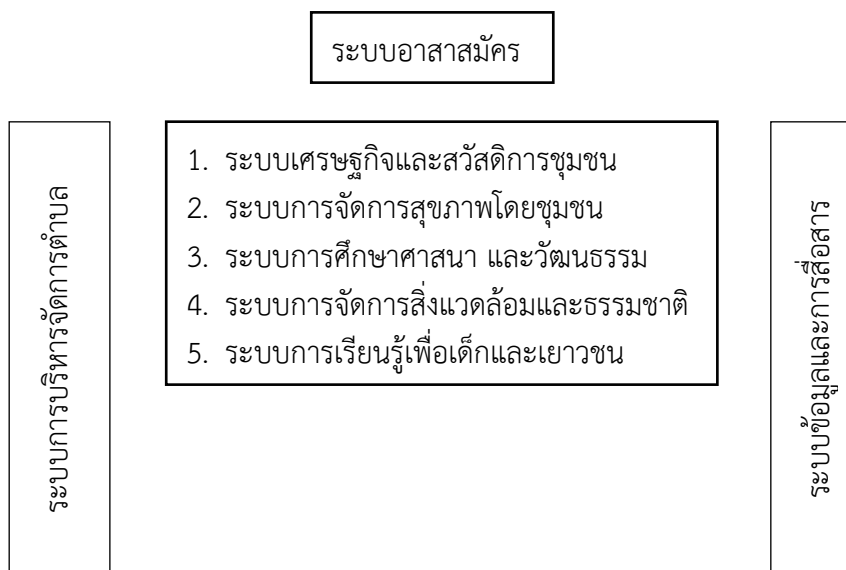 ระบบอาสาสมัคร
ระบบการบริหารจัดการตำบล
1. ระบบเศรษฐกิจและสวัสดิการชุมชน
2. ระบบการจัดการสุขภาพโดยชุมชน
3. ระบบการศึกษาศาสนา และวัฒนธรรม
4. ระบบการจัดการสิ่งแวดล้อมและธรรมชาติ
5. ระบบการเรียนรู้เพื่อเด็กและเยาวชน
ระบบข้อมูลและการสื่อสาร